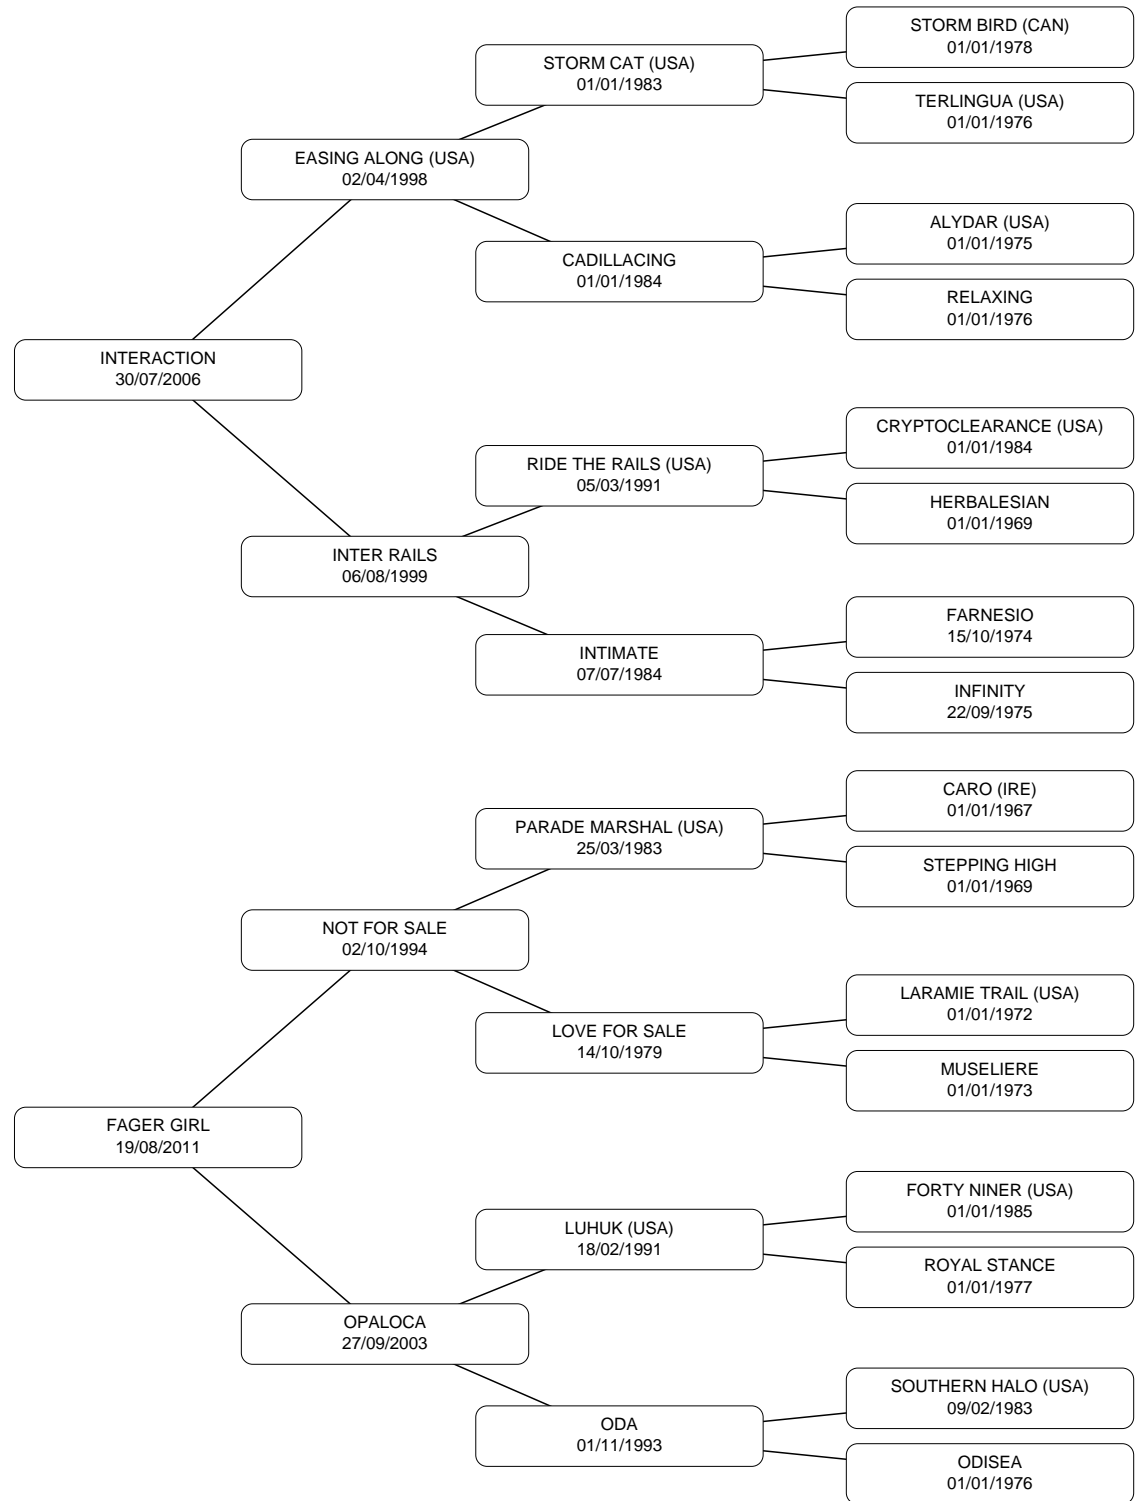 STORM BIRD (CAN)
01/01/1978
STORM CAT (USA)
01/01/1983
TERLINGUA (USA)
01/01/1976
EASING ALONG (USA)
02/04/1998
ALYDAR (USA)
01/01/1975
CADILLACING
01/01/1984
RELAXING
01/01/1976
INTERACTION
30/07/2006
CRYPTOCLEARANCE (USA)
01/01/1984
RIDE THE RAILS (USA)
05/03/1991
HERBALESIAN
01/01/1969
INTER RAILS
06/08/1999
FARNESIO
15/10/1974
INTIMATE
07/07/1984
INFINITY
22/09/1975
CARO (IRE)
01/01/1967
PARADE MARSHAL (USA)
25/03/1983
STEPPING HIGH
01/01/1969
NOT FOR SALE
02/10/1994
LARAMIE TRAIL (USA)
01/01/1972
LOVE FOR SALE
14/10/1979
MUSELIERE
01/01/1973
FAGER GIRL
19/08/2011
FORTY NINER (USA)
01/01/1985
LUHUK (USA)
18/02/1991
ROYAL STANCE
01/01/1977
OPALOCA
27/09/2003
SOUTHERN HALO (USA)
09/02/1983
ODA
01/11/1993
ODISEA
01/01/1976